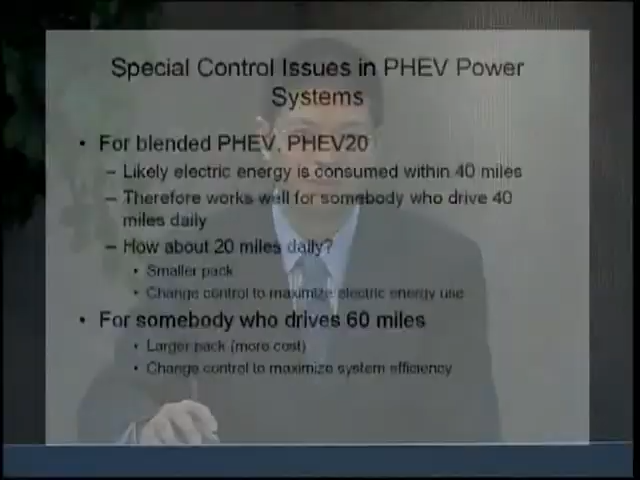 Special Control Issues in PHEV Power
Systems
• For blended PHEV, PHEV20
– Likely electric energy is consumed within 40 miles
– Therefore works well for somebody who drive 40
miles daily
– How about 20 miles daily?
• Smaller pack
• Change control to maximize electric energy use
• For somebody who drives 60 miles
• Larger pack (more cost)
• Change control to maximize system efficiency